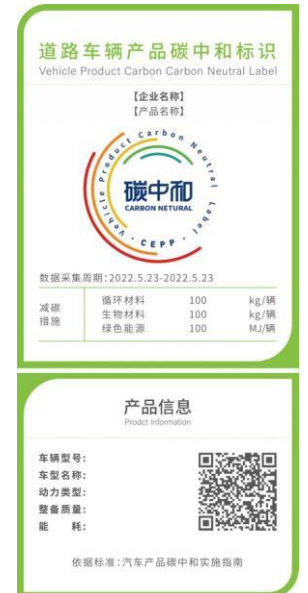 道路车辆产品碳中和标识
Vehicle Product Carbon Carbon Neutral Label
【企业名称】
【产品名称】
Vehicle Product Carbon Neutral Label
碳中和
CARBON NETURAL
· CEPP ·
数据采集周期:2022.5.23-2022.5.23
减碳措施
循环材料 100 kg/辆
生物材料 100 kg/辆
绿色能源 100 MJ/辆
产品信息
Prodct Information
车辆型号:
车型名称:
动力类型:
整备质量:
能 耗:
依据标准:汽车产品碳中和实施指南